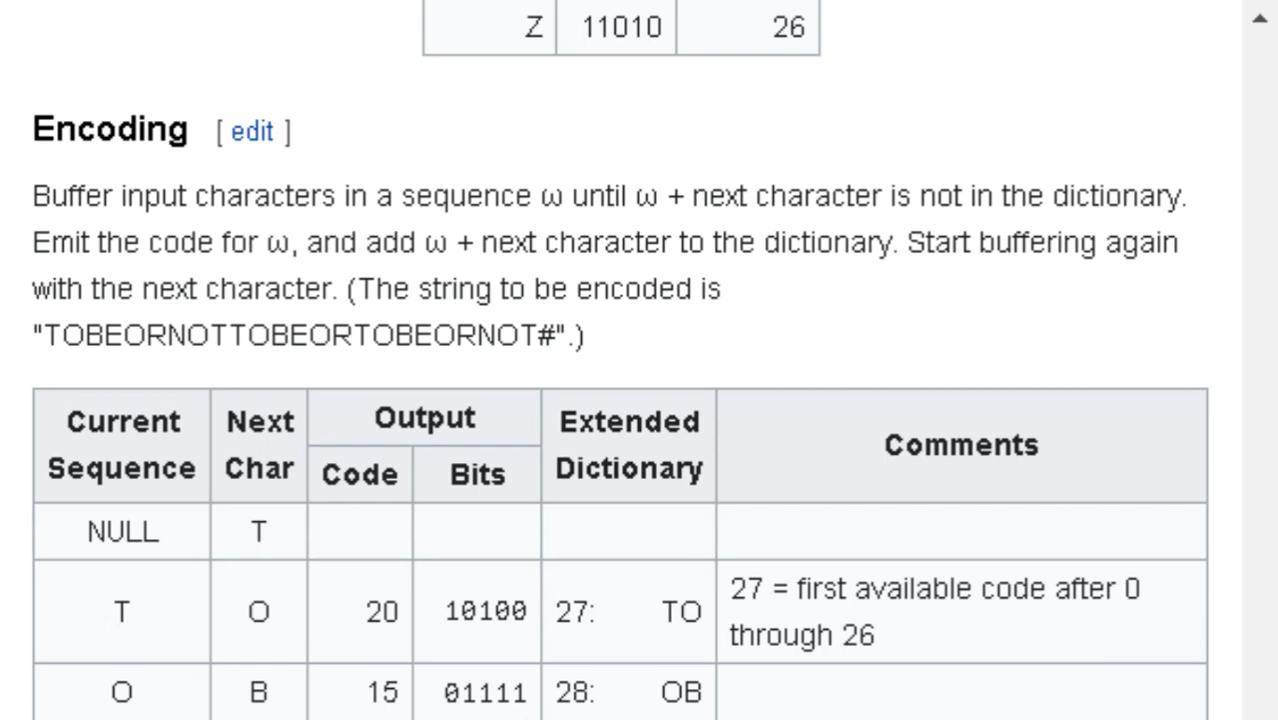 Z 11010 26
Encoding [ edit ]
Buffer input characters in a sequence ω until ω + next character is not in the dictionary.
Emit the code for ω, and add ω + next character to the dictionary. Start buffering again
with the next character. (The string to be encoded is
"TOBEORNOTTOBEORTOBEORNOT#".)
Current Sequence Next Char Output Code Bits Extended Dictionary Comments
NULL T
T O 20 10100 27: TO 27 = first available code after 0
through 26
O B 15 01111 28: OB